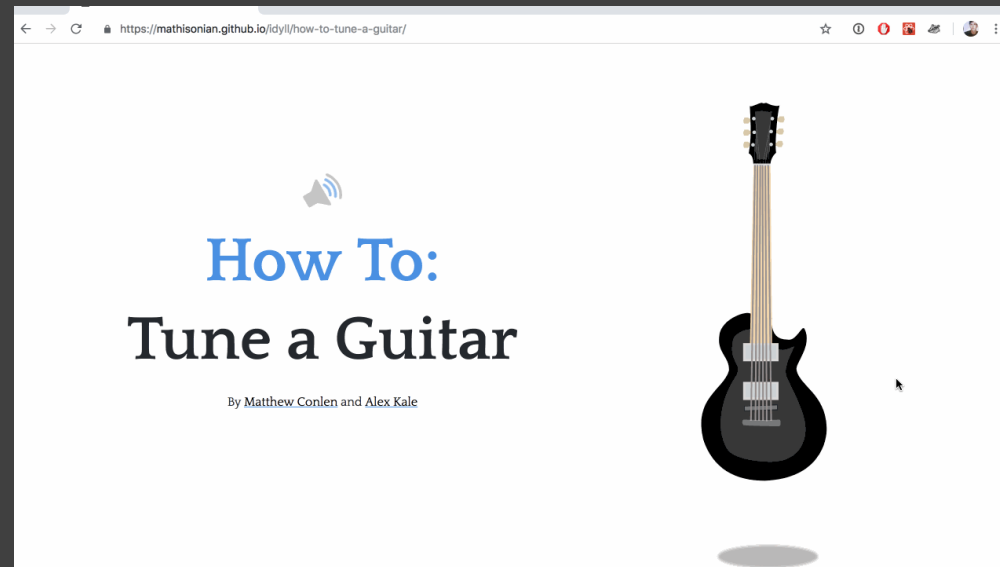 https://mathisonian.github.io/idyll/how-to-tune-a-guitar/
How To:
Tune a Guitar
By Matthew Conlen and Alex Kale